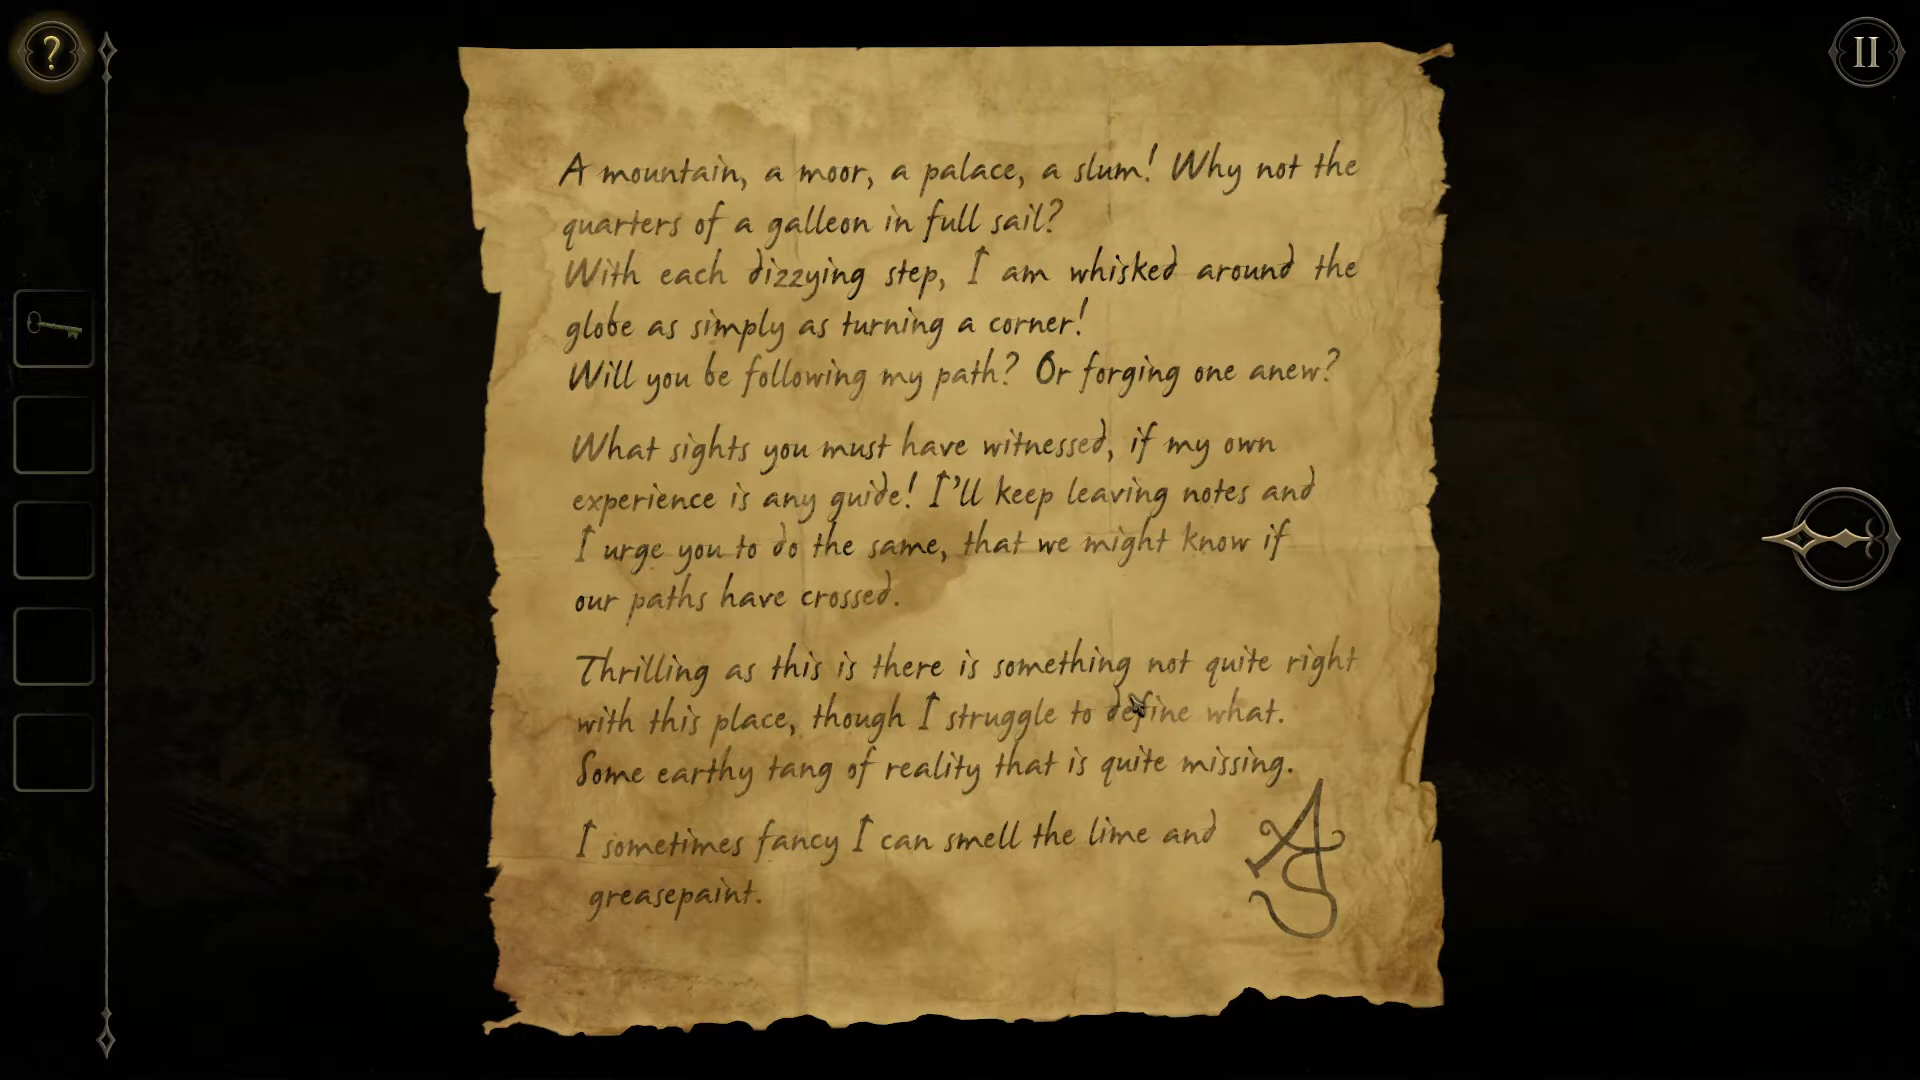 ?
II
A mountain, a moor, a palace, a slum! Why not the
quarters of a galleon in full sail?
With each dizzying step, I am whisked around the
globe as simply as turning a corner!
Will you be following my path? Or forging one anew?
What sights you must have witnessed, if my own
experience is any guide! I'll keep leaving notes and
I urge you to do the same, that we might know if
our paths have crossed.
Thrilling as this is there is something not quite right
with this place, though I struggle to define what.
Some earthy tang of reality that is quite missing.
I sometimes fancy I can smell the lime and
greasepaint.
AS